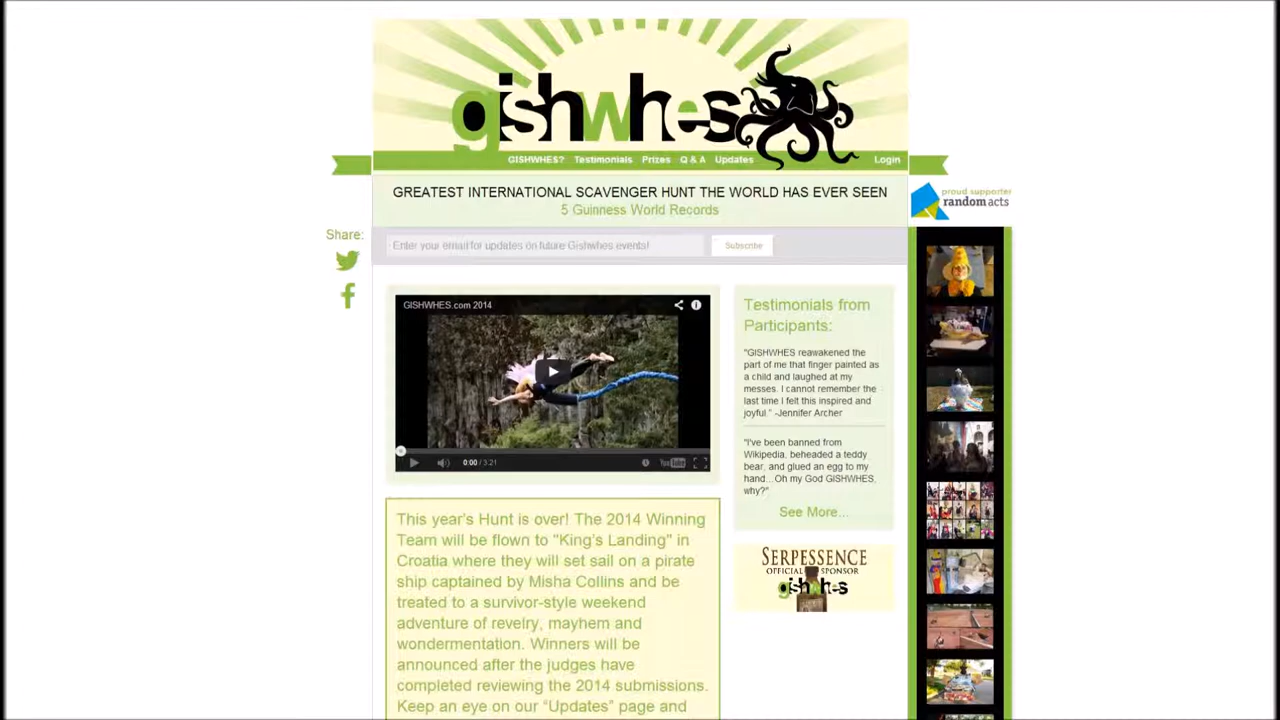 gishwhes
GISHWHES? Testimonials Prizes Q & A Updates Login
GREATEST INTERNATIONAL SCAVENGER HUNT THE WORLD HAS EVER SEEN
5 Guinness World Records
proud supporter
randomacts
Share:
Enter your email for updates on future Gishwhes events!
Subscribe
GISHWHES.com 2014
0:00 / 3:21
YouTube
Testimonials from
Participants:
"GISHWHES reawakened the
part of me that finger painted as
a child and laughed at my
messes. I cannot remember the
last time I felt this inspired and
joyful." -Jennifer Archer
"I've been banned from
Wikipedia, beheaded a teddy
bear, and glued an egg to my
hand...Oh my God GISHWHES,
why?"
See More...
SERPESSENCE
OFFICIAL SPONSOR
gishwhes
This year's Hunt is over! The 2014 Winning
Team will be flown to "King's Landing" in
Croatia where they will set sail on a pirate
ship captained by Misha Collins and be
treated to a survivor-style weekend
adventure of revelry, mayhem and
wondermentation. Winners will be
announced after the judges have
completed reviewing the 2014 submissions.
Keep an eye on our “Updates” page and